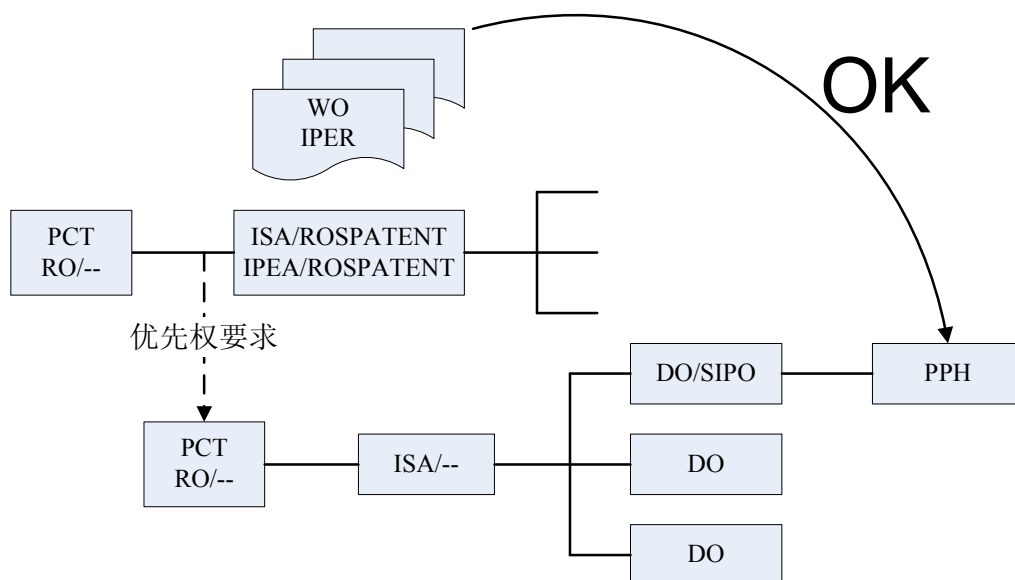 WO
IPER
OK
PCT
RO/--
ISA/ROSPATENT
IPEA/ROSPATENT
优先权要求
DO/SIPO
PPH
PCT
RO/--
ISA/--
DO
DO